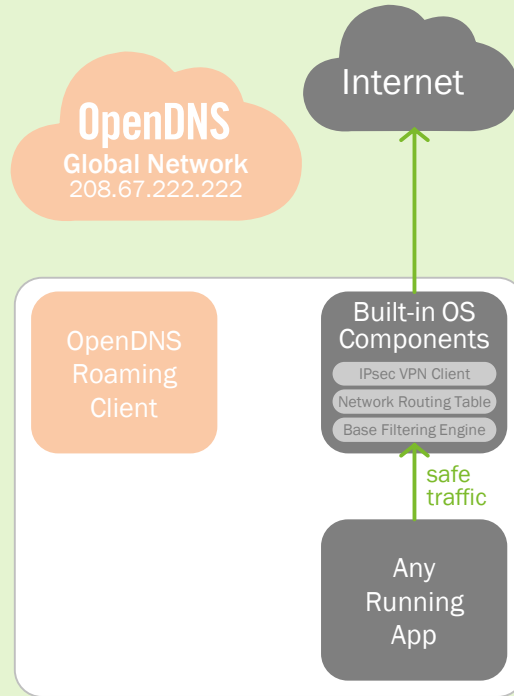 OpenDNS
Global Network
208.67.222.222
Internet
OpenDNS
Roaming
Client
Built-in OS
Components
IPsec VPN Client
Network Routing Table
Base Filtering Engine
safe
traffic
Any
Running
App